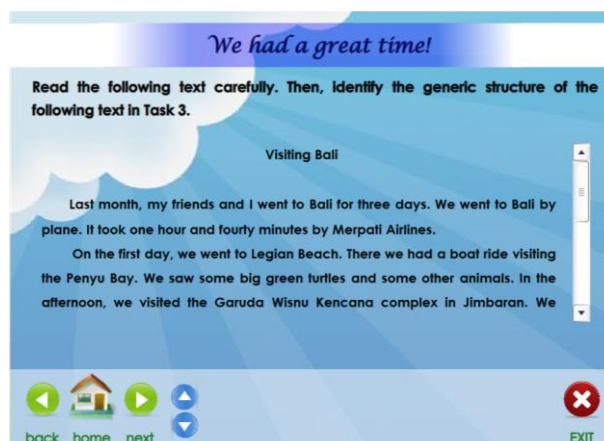 We had a great time!
Read the following text carefully. Then, identify the generic structure of the
following text in Task 3.
Visiting Bali
Last month, my friends and I went to Bali for three days. We went to Bali by
plane. It took one hour and fourty minutes by Merpati Airlines.
On the first day, we went to Legian Beach. There we had a boat ride visiting
the Penyu Bay. We saw some big green turtles and some other animals. In the
afternoon, we visited the Garuda Wisnu Kencana complex in Jimbaran. We
back home next EXIT